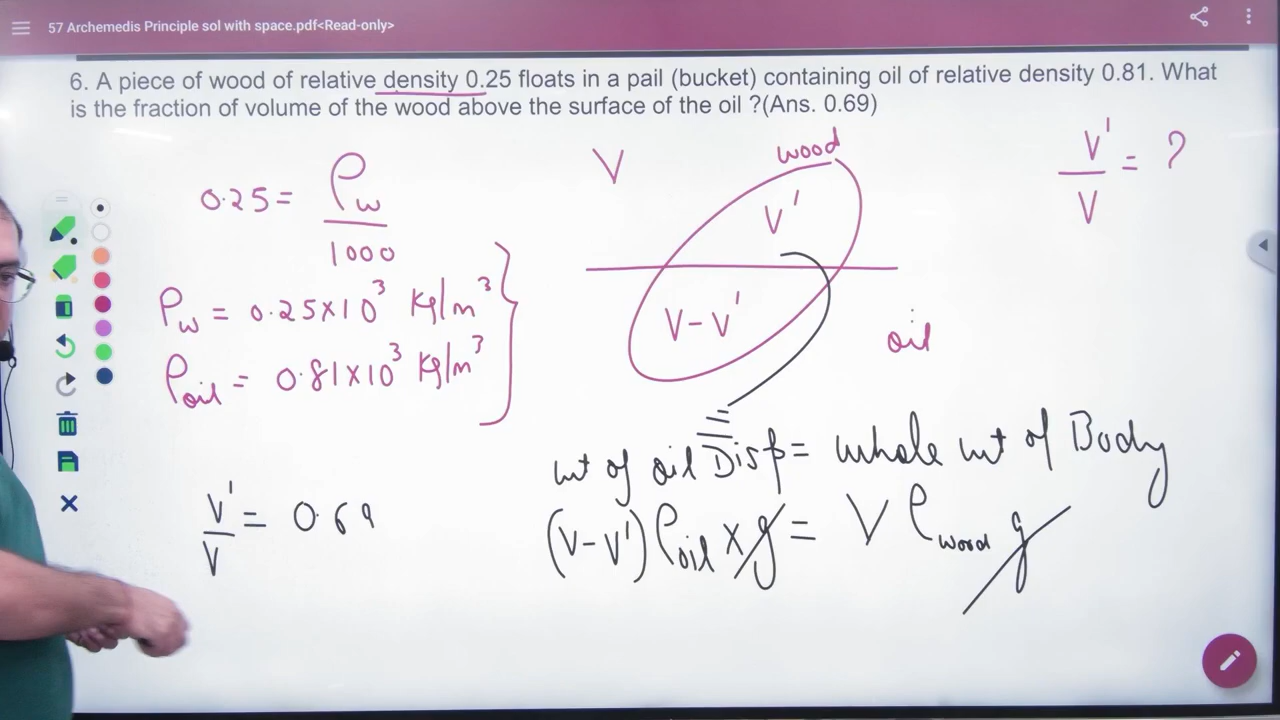 57 Archemedis Principle sol with space.pdf<Read-only>
6. A piece of wood of relative density 0.25 floats in a pail (bucket) containing oil of relative density 0.81. What
is the fraction of volume of the wood above the surface of the oil ?(Ans. 0.69)
0.25 = ρw / 1000
V
wood
V'
V'/V = ?
ρw = 0.25×10³ Kg/m³
V-V'
ρoil = 0.81×10³ Kg/m³
oil
wt of oil Disp = whole wt of Body
V'/V = 0.69
(V-V')ρoil × g = Vρwood g